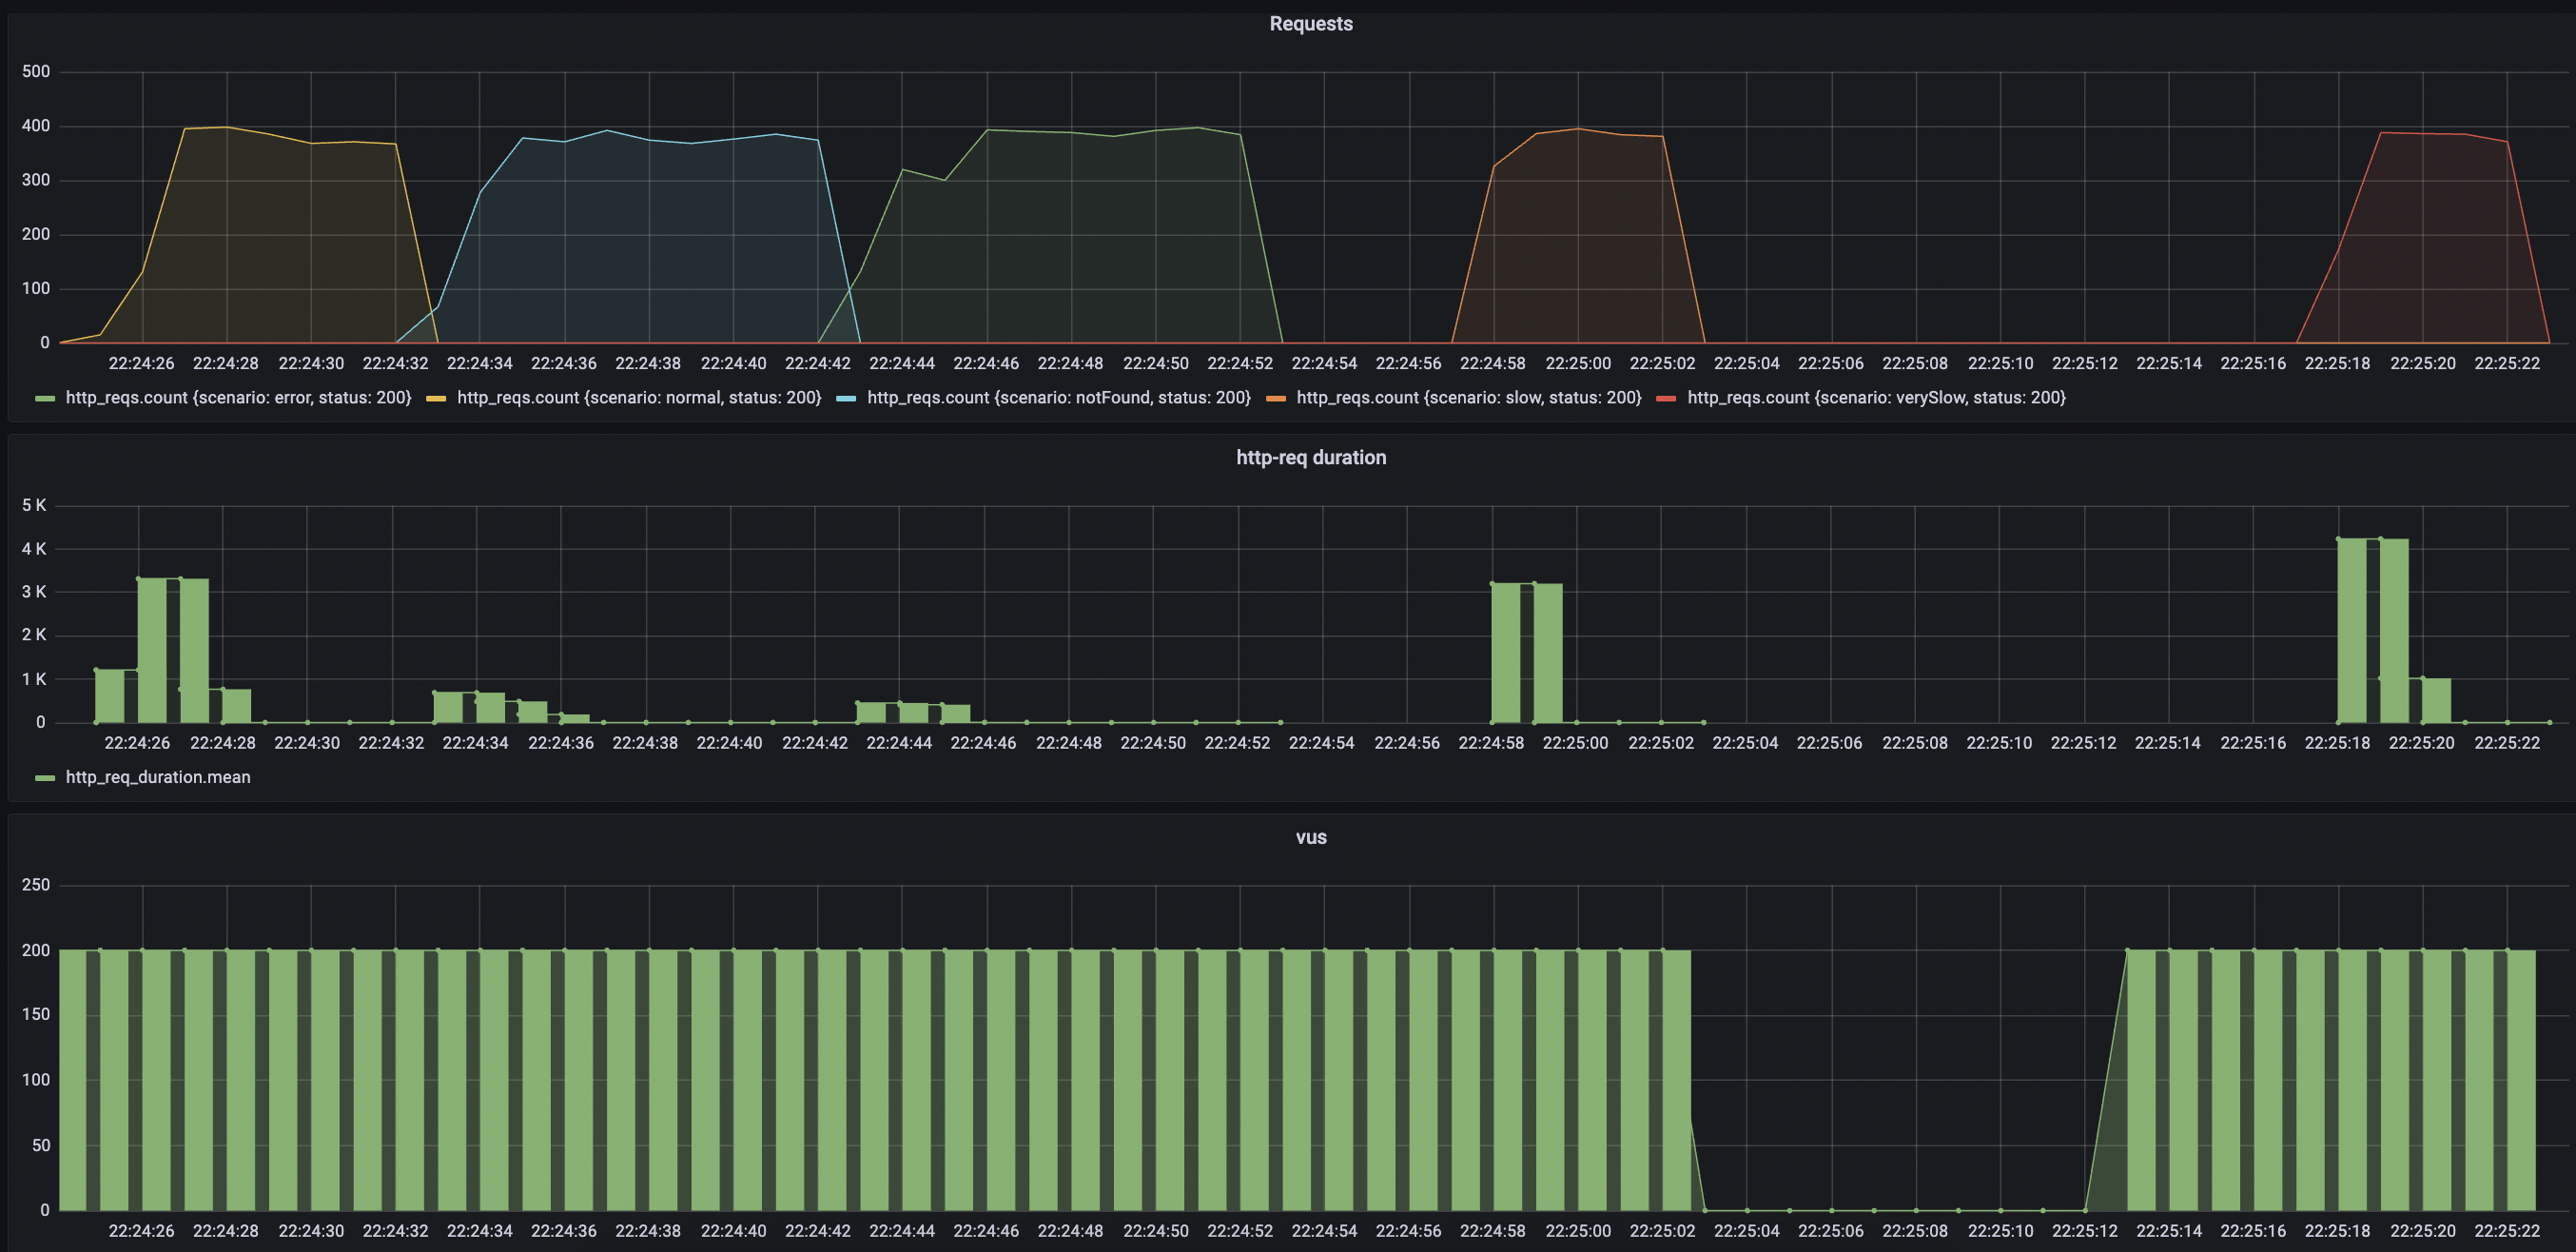 Requests
500
400
300
200
100
0
22:24:26 22:24:28 22:24:30 22:24:32 22:24:34 22:24:36 22:24:38 22:24:40 22:24:42 22:24:44 22:24:46 22:24:48 22:24:50 22:24:52 22:24:54 22:24:56 22:24:58 22:25:00 22:25:02 22:25:04 22:25:06 22:25:08 22:25:10 22:25:12 22:25:14 22:25:16 22:25:18 22:25:20 22:25:22
http_reqs.count {scenario: error, status: 200} http_reqs.count {scenario: normal, status: 200} http_reqs.count {scenario: notFound, status: 200} http_reqs.count {scenario: slow, status: 200} http_reqs.count {scenario: verySlow, status: 200}
http-req duration
5 K
4 K
3 K
2 K
1 K
0
22:24:26 22:24:28 22:24:30 22:24:32 22:24:34 22:24:36 22:24:38 22:24:40 22:24:42 22:24:44 22:24:46 22:24:48 22:24:50 22:24:52 22:24:54 22:24:56 22:24:58 22:25:00 22:25:02 22:25:04 22:25:06 22:25:08 22:25:10 22:25:12 22:25:14 22:25:16 22:25:18 22:25:20 22:25:22
http_req_duration.mean
vus
250
200
150
100
50
0
22:24:26 22:24:28 22:24:30 22:24:32 22:24:34 22:24:36 22:24:38 22:24:40 22:24:42 22:24:44 22:24:46 22:24:48 22:24:50 22:24:52 22:24:54 22:24:56 22:24:58 22:25:00 22:25:02 22:25:04 22:25:06 22:25:08 22:25:10 22:25:12 22:25:14 22:25:16 22:25:18 22:25:20 22:25:22